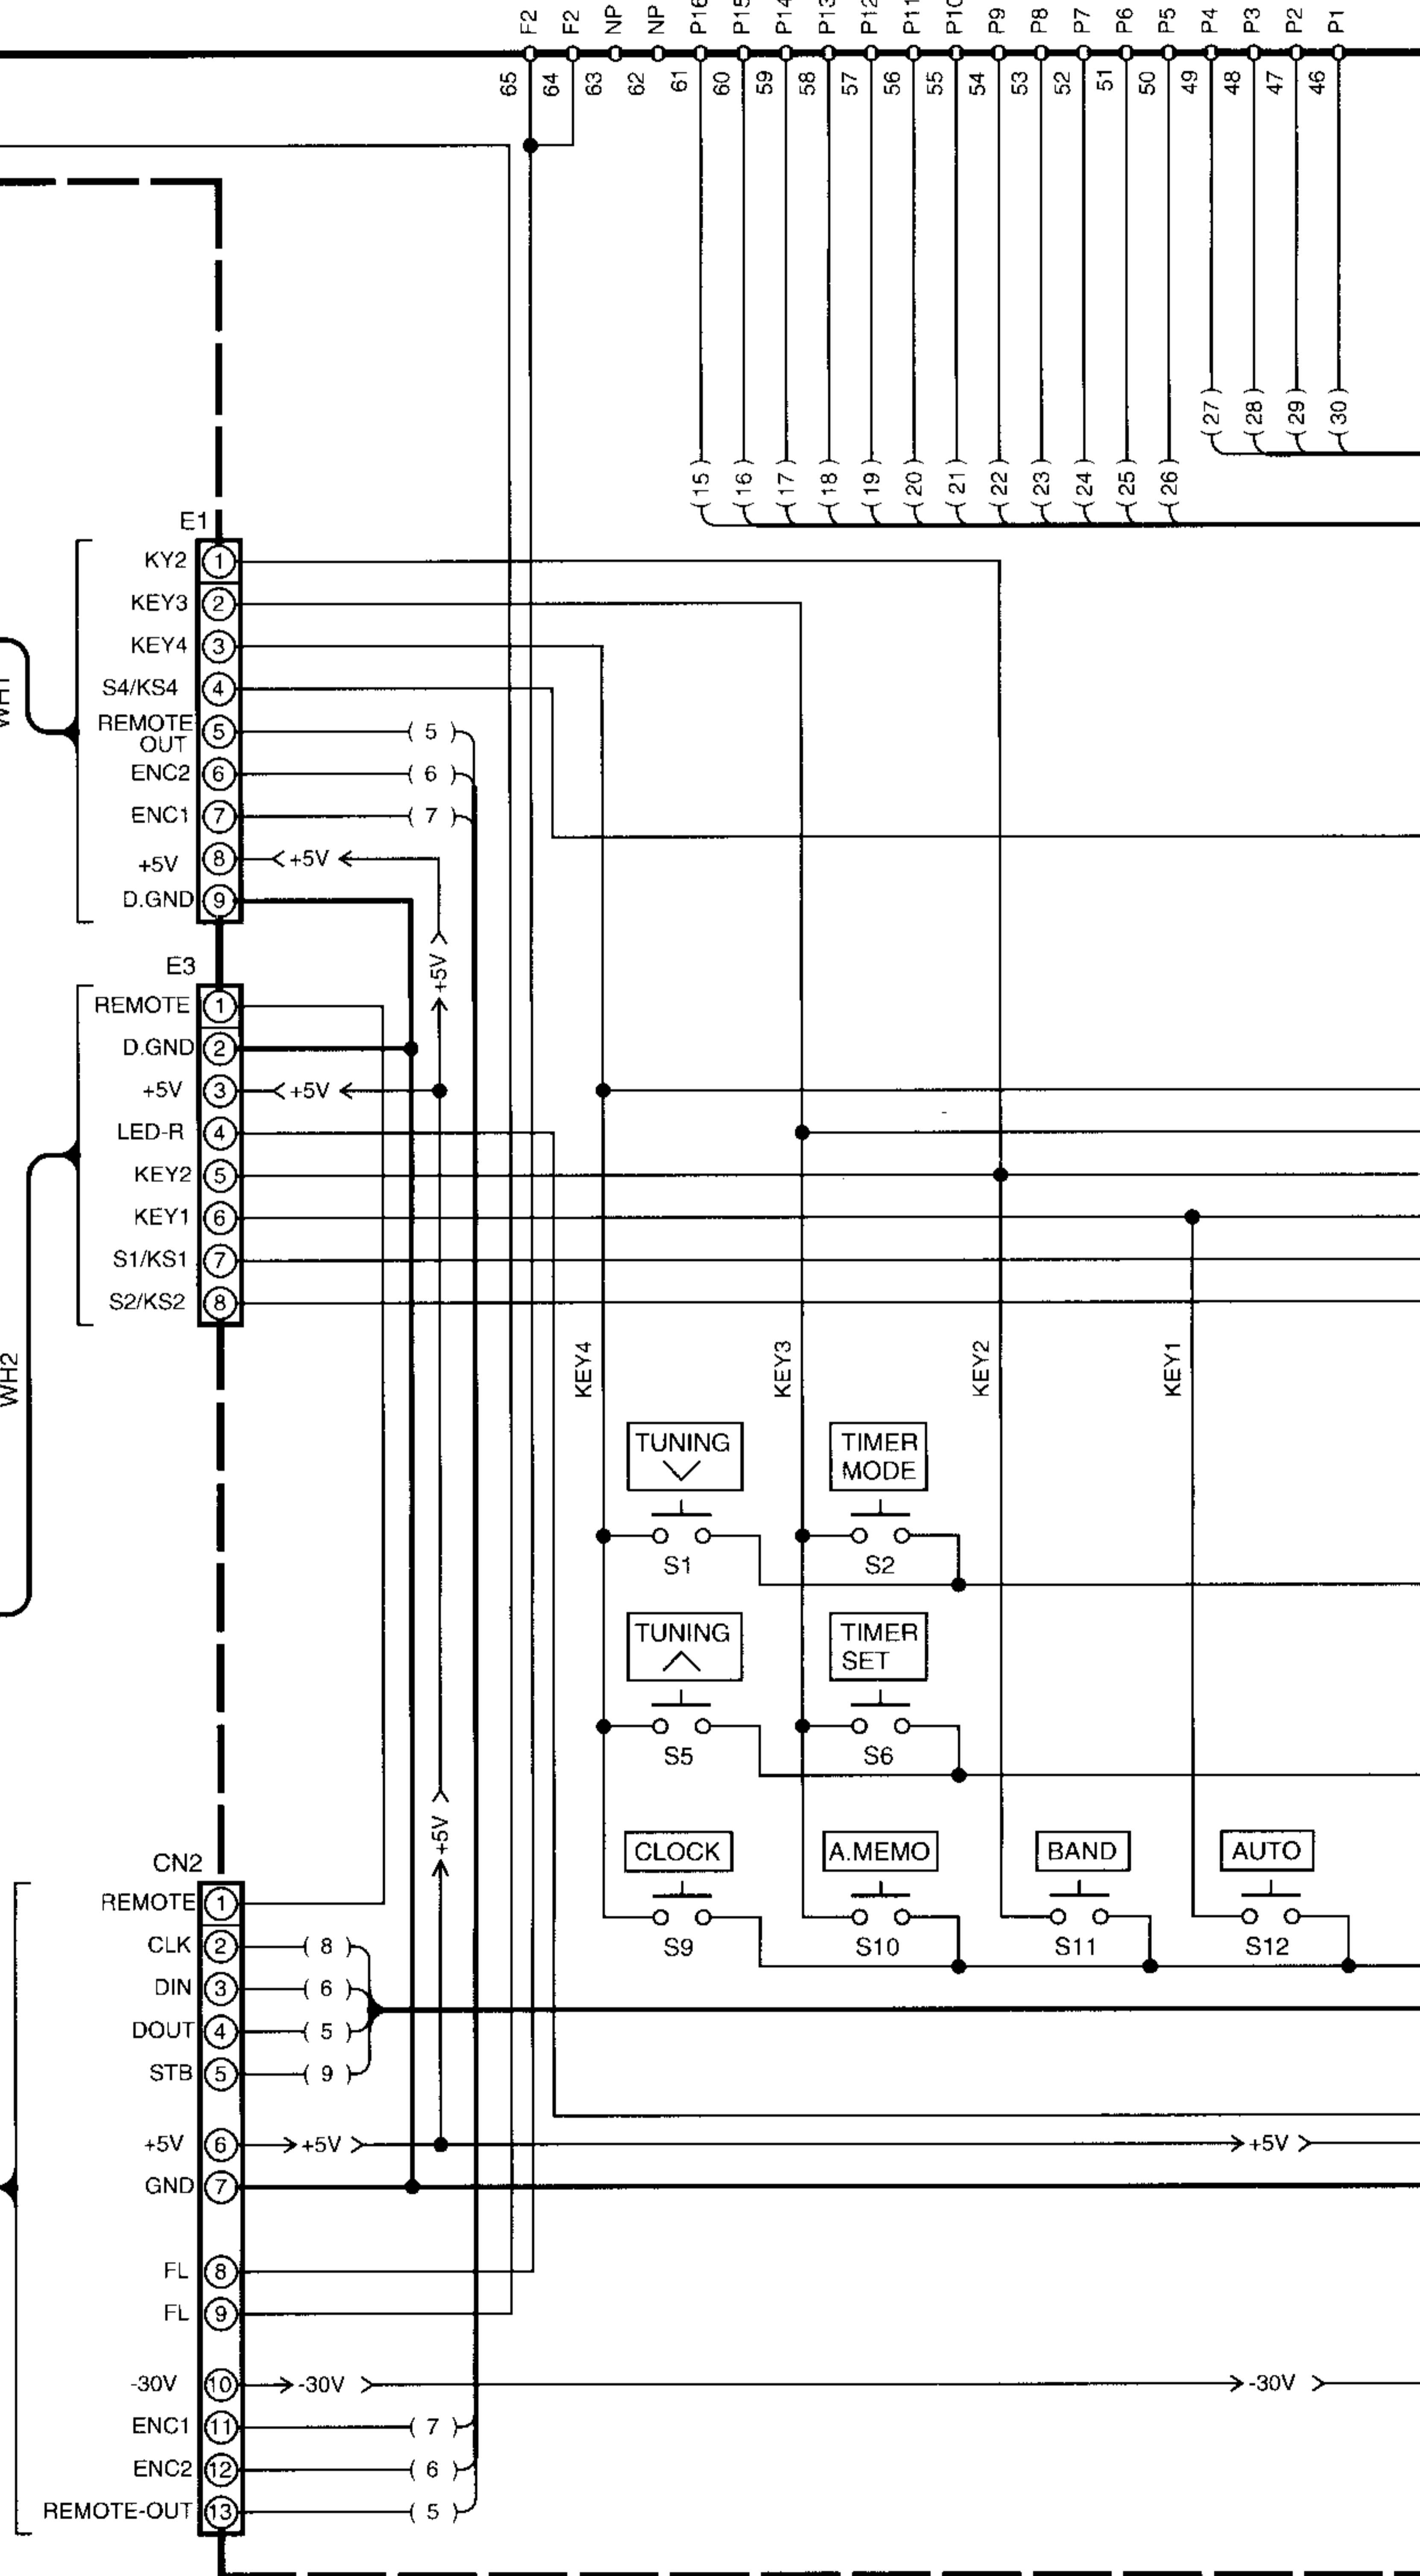 F2 F2 NP NP P16 P15 P14 P13 P12 P11 P10 P9 P8 P7 P6 P5 P4 P3 P2 P1
65 64 63 62 61 60 59 58 57 56 55 54 53 52 51 50 49 48 47 46
(27) (28) (29) (30)
(15) (16) (17) (18) (19) (20) (21) (22) (23) (24) (25) (26)
E1
KY2 1
KEY3 2
KEY4 3
WH1
S4/KS4 4
REMOTE 5 (5)
OUT
ENC2 6 (6)
ENC1 7 (7)
+5V 8 +5V
D.GND 9
+5V
E3
REMOTE 1
D.GND 2
+5V 3 +5V
LED-R 4
KEY2 5
KEY1 6
S1/KS1 7
S2/KS2 8
WH2
KEY4 KEY3 KEY2 KEY1
TUNING TIMER
MODE
S1 S2
TUNING TIMER
SET
S5 S6
+5V
CLOCK A.MEMO BAND AUTO
S9 S10 S11 S12
CN2
REMOTE 1
CLK 2 (8)
DIN 3 (6)
DOUT 4 (5)
STB 5 (9)
+5V 6 +5V +5V
GND 7
FL 8
FL 9
-30V 10 -30V -30V
ENC1 11 (7)
ENC2 12 (6)
REMOTE-OUT 13 (5)